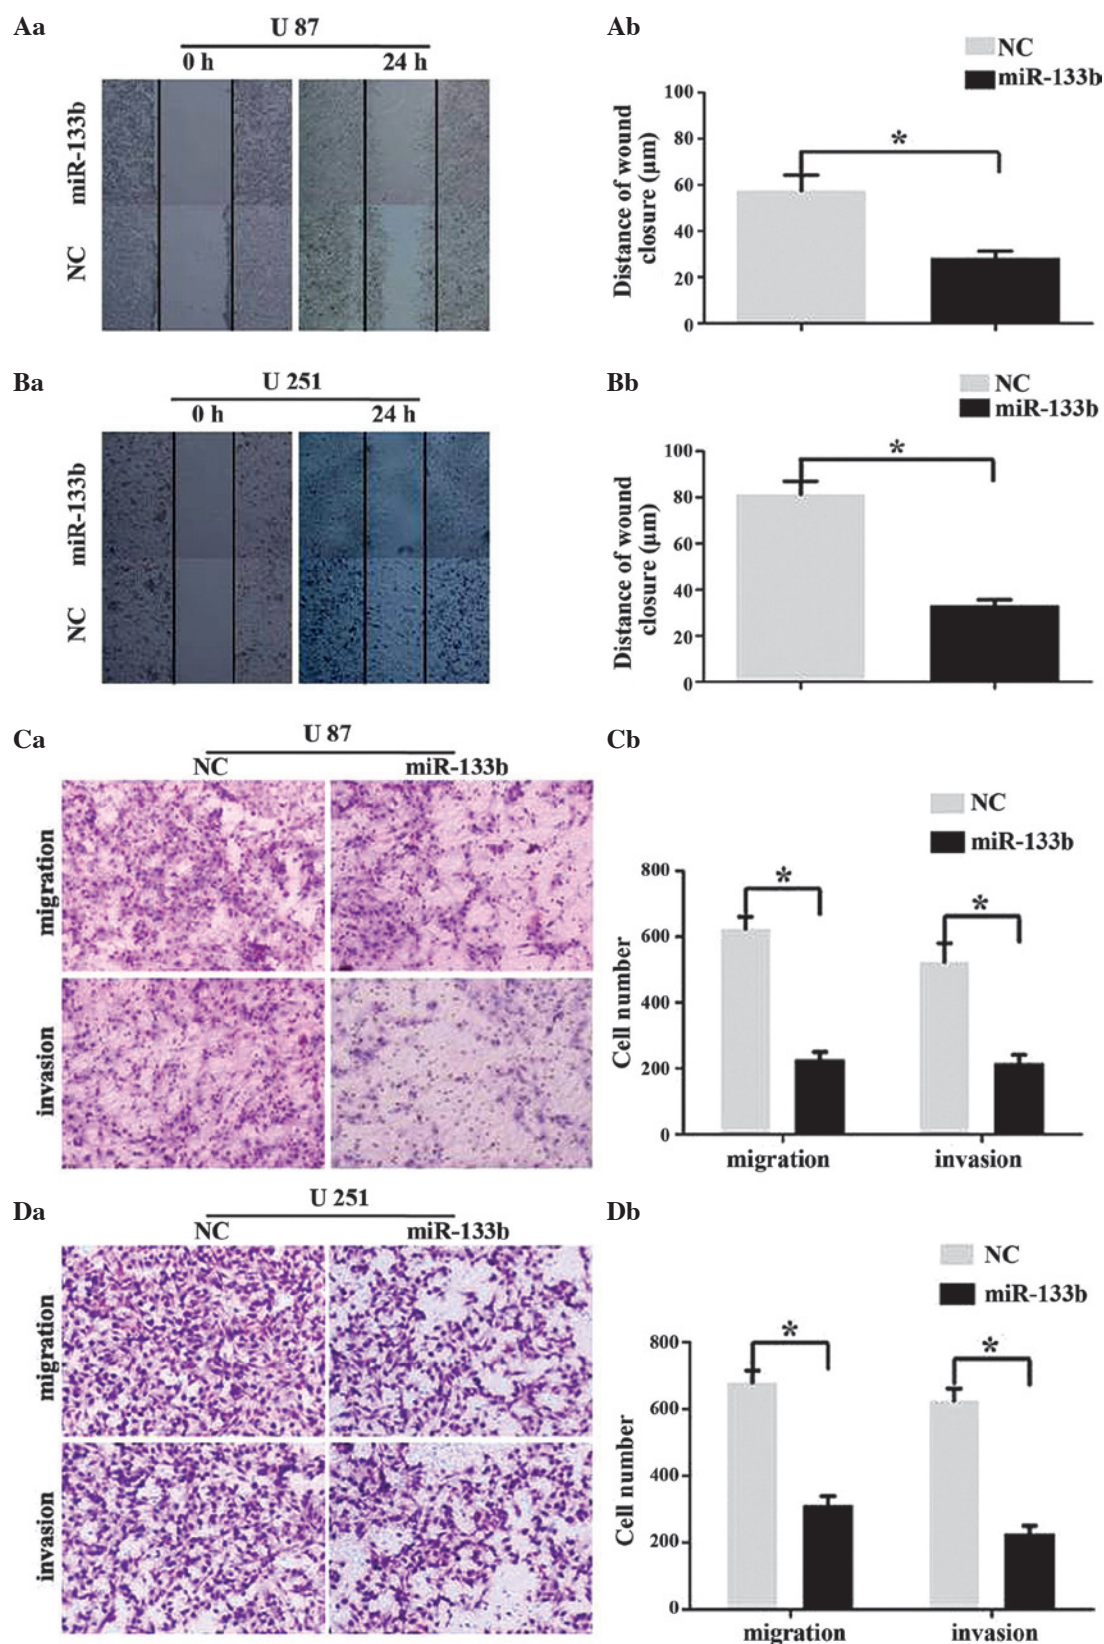 Aa
U 87
0 h
24 h
miR-133b
NC
Ab
NC
miR-133b
Distance of wound
closure (μm)
100
80
60
40
20
0
*
Ba
U 251
0 h
24 h
miR-133b
NC
Bb
NC
miR-133b
Distance of wound
closure (μm)
100
80
60
40
20
0
*
Ca
U 87
NC
miR-133b
migration
invasion
Cb
NC
miR-133b
Cell number
800
600
400
200
0
*
*
migration
invasion
Da
U 251
NC
miR-133b
migration
invasion
Db
NC
miR-133b
Cell number
800
600
400
200
0
*
*
migration
invasion